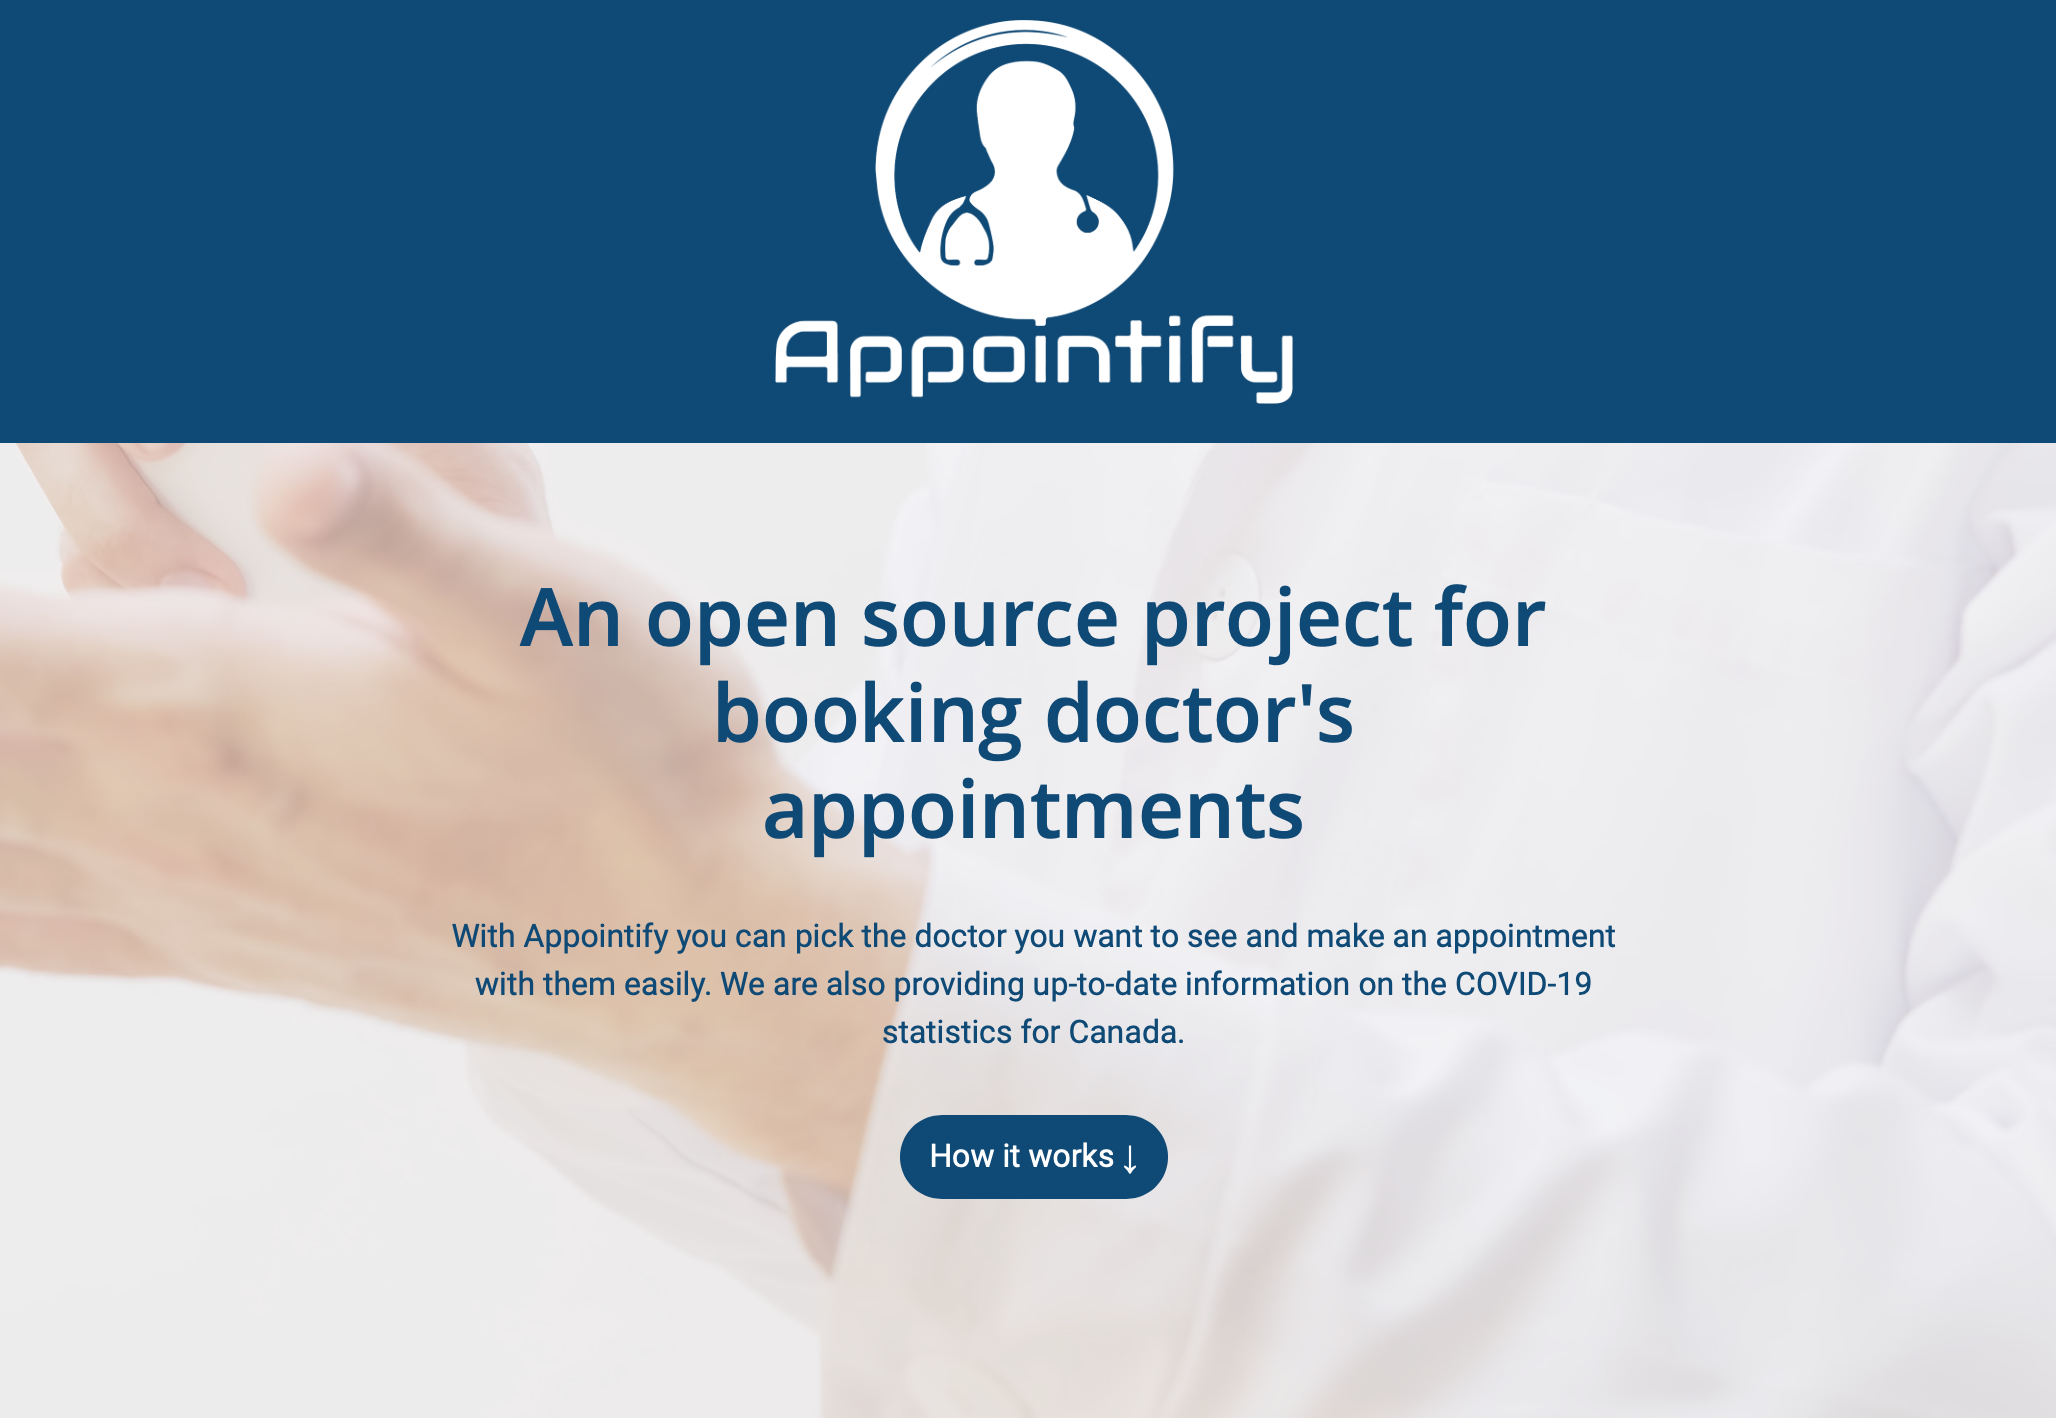 Appointify
An open source project for
booking doctor's
appointments
With Appointify you can pick the doctor you want to see and make an appointment
with them easily. We are also providing up-to-date information on the COVID-19
statistics for Canada.
How it works ↓